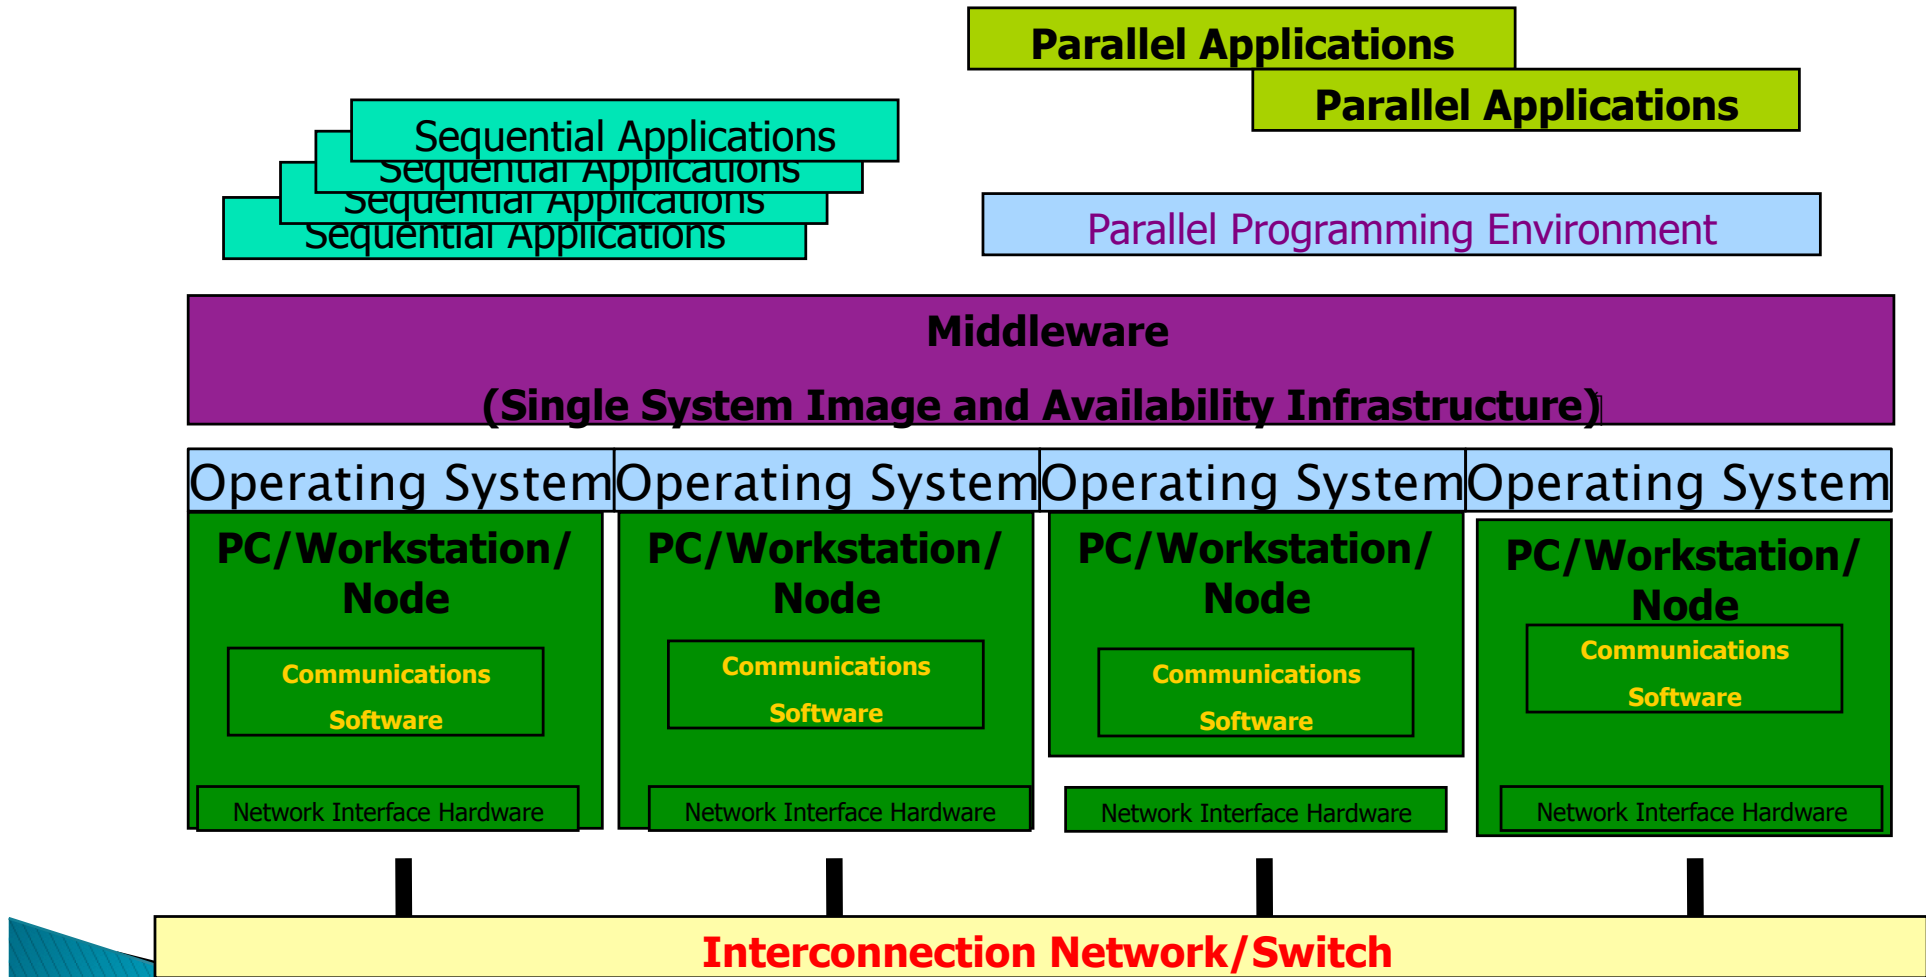 Parallel Applications
Parallel Applications
Sequential Applications
Sequential Applications
Sequential Applications
Sequential Applications
Parallel Programming Environment
Middleware
(Single System Image and Availability Infrastructure)
Operating System
Operating System
Operating System
Operating System
PC/Workstation/
Node
Communications
Software
Network Interface Hardware
PC/Workstation/
Node
Communications
Software
Network Interface Hardware
PC/Workstation/
Node
Communications
Software
Network Interface Hardware
PC/Workstation/
Node
Communications
Software
Network Interface Hardware
Interconnection Network/Switch